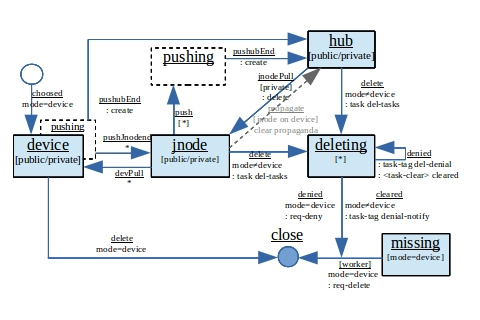 hub
[public/private]
pushing
pushubEnd
: create
choosed
mode=device
pushubEnd
: create
push
[*]
jnodePull
[private]
: delete
propagate
[node on device]
clear propaganda
delete
mode≠device
: task del-tasks
pushing
device
[public/private]
pushJnodend
*
devPull
*
jnode
[public/private]
delete
mode≠device
: task del-tasks
deleting
[*]
denied
: task-tag del-denial
: <task-clear> cleared
denied
mode=device
: req-deny
cleared
mode≠device
: task-tag denial-notify
delete
mode=device
close
[worker]
mode=device
: req-delete
missing
[mode=device]